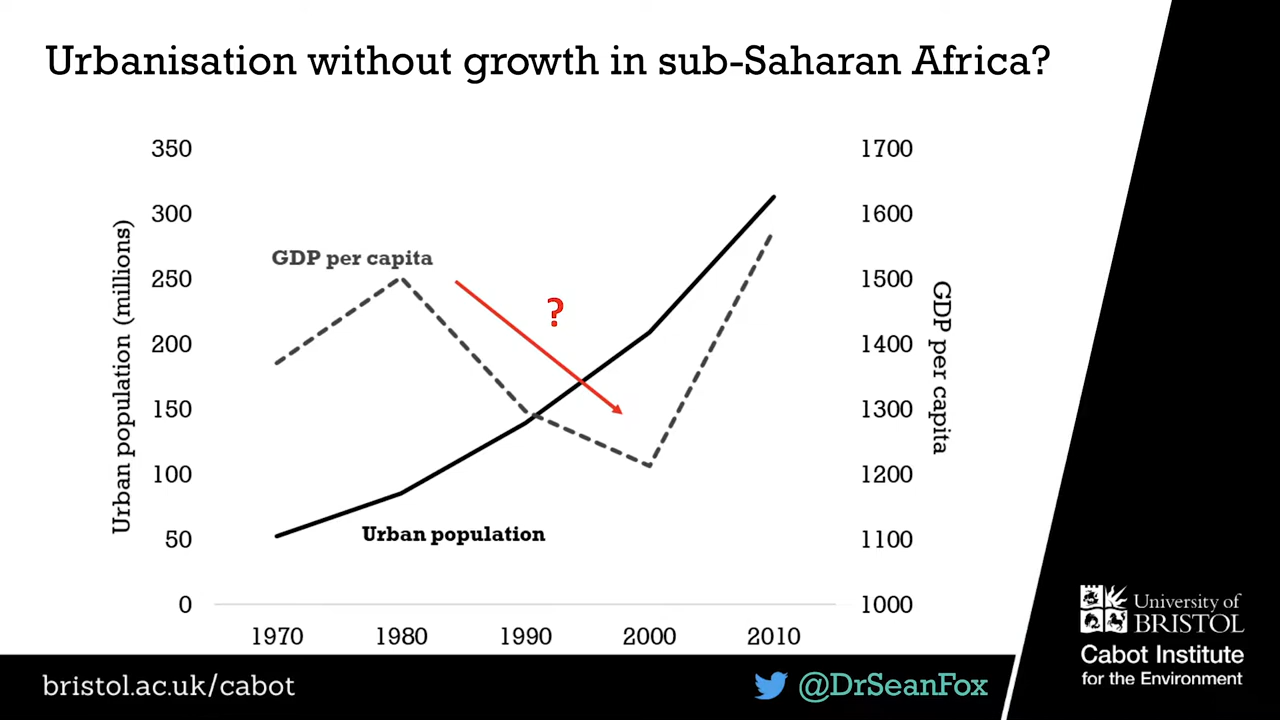 Urbanisation without growth in sub-Saharan Africa?
350
300
250
200
150
100
50
0
Urban population (millions)
GDP per capita
?
Urban population
1700
1600
1500
1400
1300
1200
1100
1000
GDP per capita
1970 1980 1990 2000 2010
bristol.ac.uk/cabot
@DrSeanFox
University of
BRISTOL
Cabot Institute
for the Environment